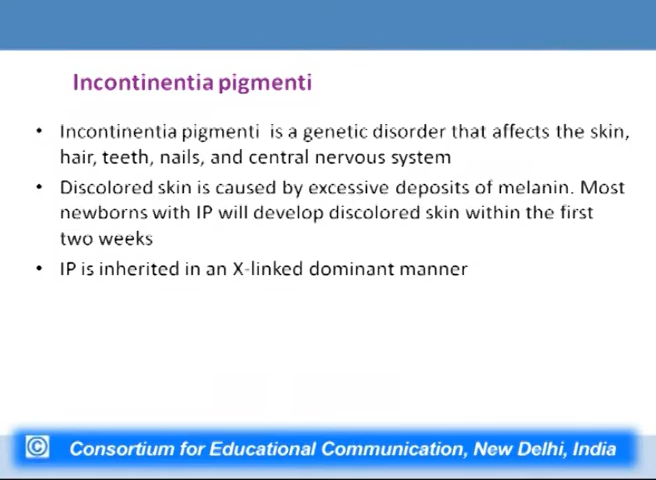 Incontinentia pigmenti
• Incontinentia pigmenti is a genetic disorder that affects the skin,
hair, teeth, nails, and central nervous system
• Discolored skin is caused by excessive deposits of melanin. Most
newborns with IP will develop discolored skin within the first
two weeks
• IP is inherited in an X-linked dominant manner
© Consortium for Educational Communication, New Delhi, India